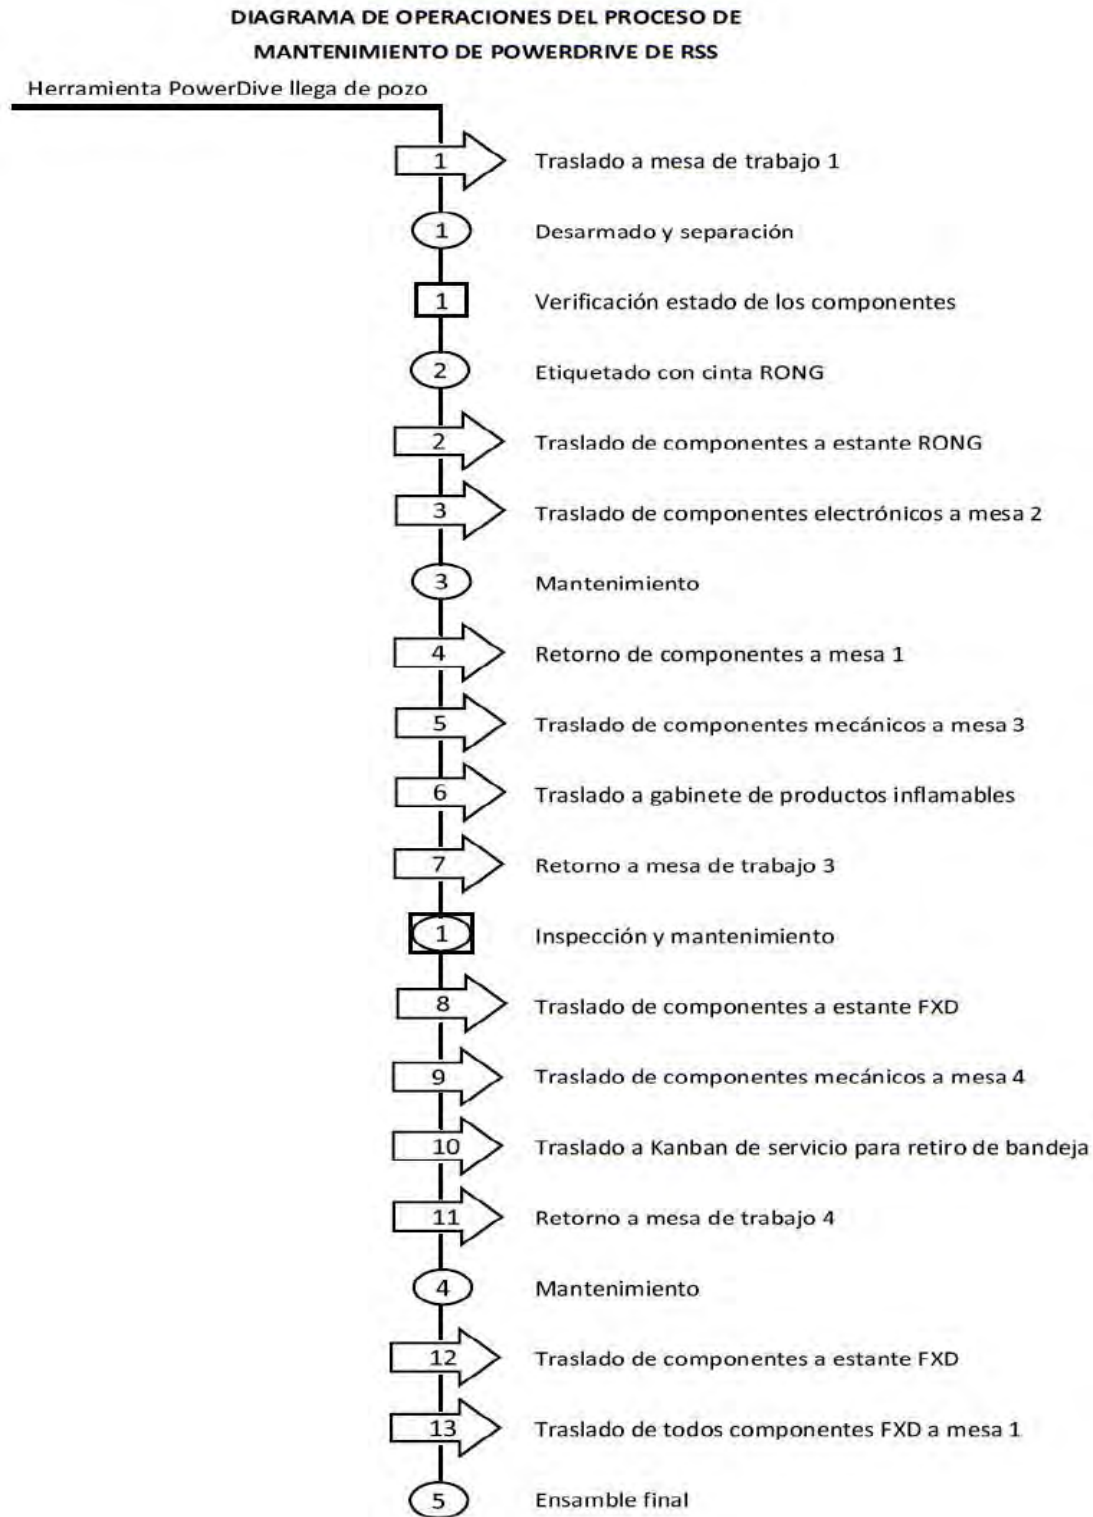 DIAGRAMA DE OPERACIONES DEL PROCESO DE
MANTENIMIENTO DE POWERDRIVE DE RSS
Herramienta PowerDive llega de pozo
1 Traslado a mesa de trabajo 1
1 Desarmado y separación
1 Verificación estado de los componentes
2 Etiquetado con cinta RONG
2 Traslado de componentes a estante RONG
3 Traslado de componentes electrónicos a mesa 2
3 Mantenimiento
4 Retorno de componentes a mesa 1
5 Traslado de componentes mecánicos a mesa 3
6 Traslado a gabinete de productos inflamables
7 Retorno a mesa de trabajo 3
1 Inspección y mantenimiento
8 Traslado de componentes a estante FXD
9 Traslado de componentes mecánicos a mesa 4
10 Traslado a Kanban de servicio para retiro de bandeja
11 Retorno a mesa de trabajo 4
4 Mantenimiento
12 Traslado de componentes a estante FXD
13 Traslado de todos componentes FXD a mesa 1
5 Ensamble final